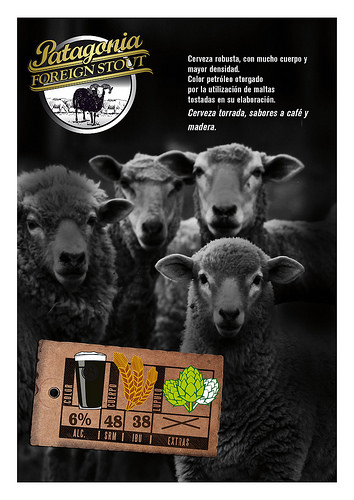 Patagonia
FOREIGN STOUT
Cerveza robusta, con mucho cuerpo y
mayor densidad.
Color petróleo otorgado
por la utilización de maltas
tostadas en su elaboración.
Cerveza torrada, sabores a café y
madera.
COLOR
CUERPO
LUPULO
6% 48 38
ALC. SRM IBU EXTRAS